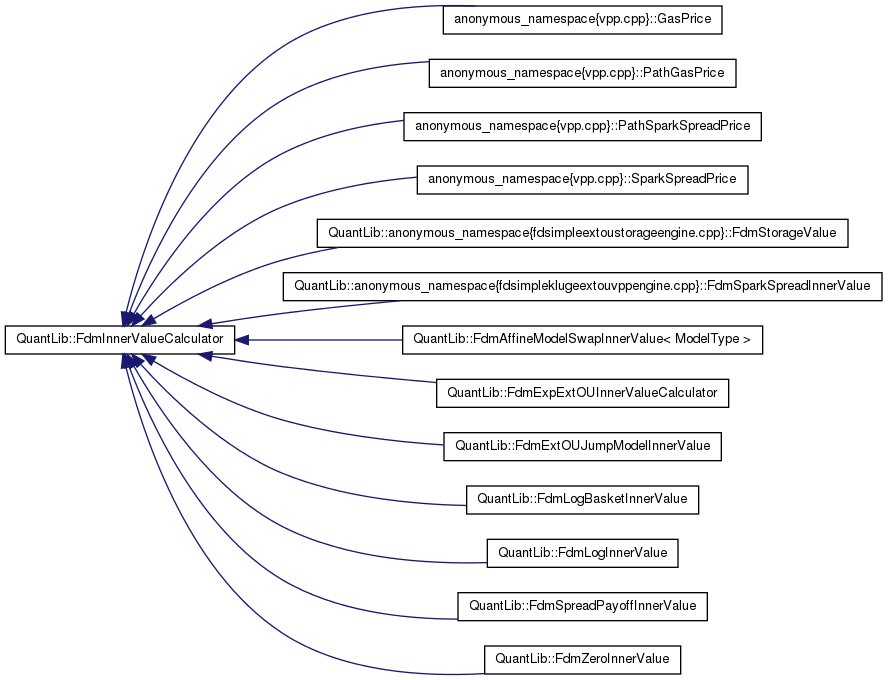 anonymous_namespace{vpp.cpp}::GasPrice
anonymous_namespace{vpp.cpp}::PathGasPrice
anonymous_namespace{vpp.cpp}::PathSparkSpreadPrice
anonymous_namespace{vpp.cpp}::SparkSpreadPrice
QuantLib::anonymous_namespace{fdsimpleextoustorageengine.cpp}::FdmStorageValue
QuantLib::anonymous_namespace{fdsimpleklugeextouvppengine.cpp}::FdmSparkSpreadInnerValue
QuantLib::FdmInnerValueCalculator
QuantLib::FdmAffineModelSwapInnerValue< ModelType >
QuantLib::FdmExpExtOUInnerValueCalculator
QuantLib::FdmExtOUJumpModelInnerValue
QuantLib::FdmLogBasketInnerValue
QuantLib::FdmLogInnerValue
QuantLib::FdmSpreadPayoffInnerValue
QuantLib::FdmZeroInnerValue